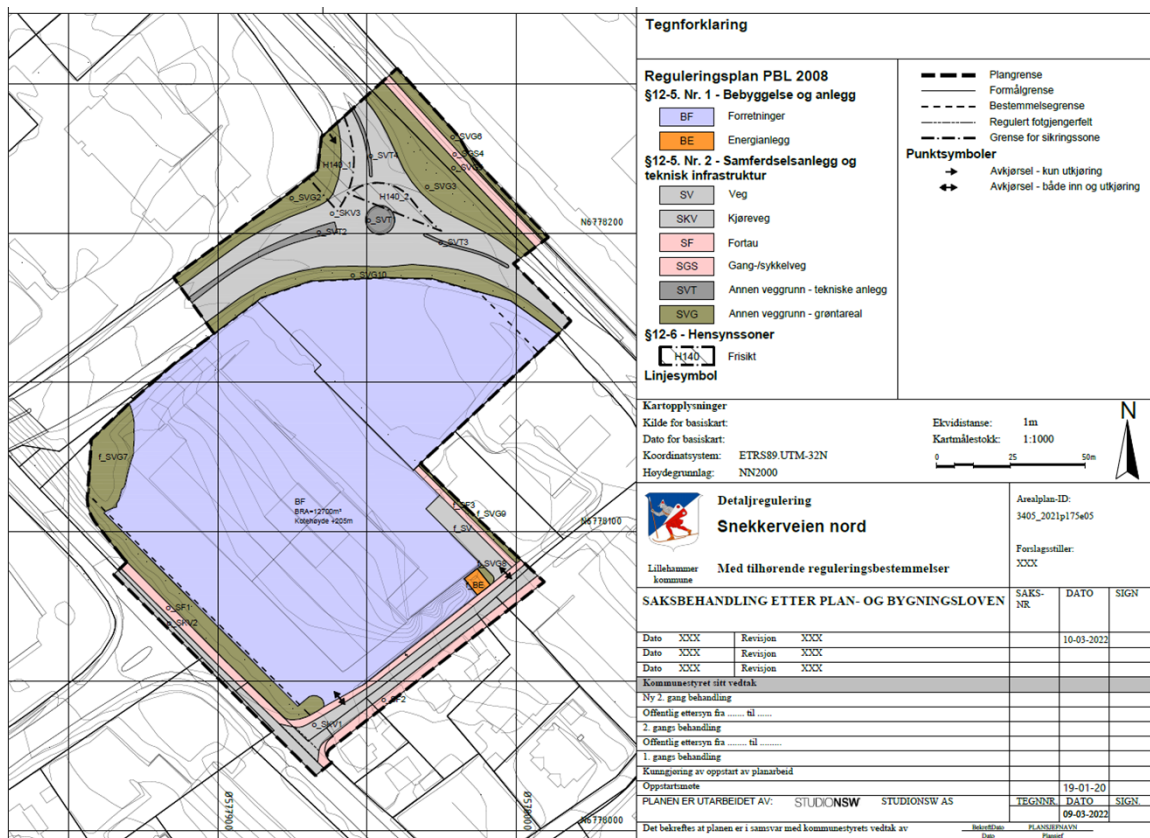 o_SVG6
o_SGS4
o_SVT4
H140_1
o_SVG3
o_SVG2
H140_2
o_SKV3
o_SVT
o_SVT2
o_SVT3
N6778200
o_SVG10
f_SVG7
BF
BRA=12700m²
Kotehøyde +205m
f_SF3
f_SVG9
f_SV
N6778100
f_SVG8
f_BE
o_SF1
o_SKV2
o_SF2
o_SKV1
Ø577900
Ø578000
N6778000
Tegnforklaring
Reguleringsplan PBL 2008
§12-5. Nr. 1 - Bebyggelse og anlegg
BF Forretninger
BE Energianlegg
§12-5. Nr. 2 - Samferdselsanlegg og
teknisk infrastruktur
SV Veg
SKV Kjøreveg
SF Fortau
SGS Gang-/sykkelveg
SVT Annen veggrunn - tekniske anlegg
SVG Annen veggrunn - grøntareal
§12-6 - Hensynssoner
H140 Frisikt
Linjesymbol
Plangrense
Formålgrense
Bestemmelsegrense
Regulert fotgjengerfelt
Grense for sikringssone
Punktsymboler
Avkjørsel - kun utkjøring
Avkjørsel - både inn og utkjøring
Kartopplysninger
Kilde for basiskart:
Dato for basiskart:
Koordinatsystem: ETRS89.UTM-32N
Høydegrunnlag: NN2000
Ekvidistanse: 1m
Kartmålestokk: 1:1000
0 25 50m
N
Lillehammer
kommune
Detaljregulering
Snekkerveien nord
Med tilhørende reguleringsbestemmelser
Arealplan-ID:
3405_2021p175e05
Forslagsstiller:
XXX
SAKSBEHANDLING ETTER PLAN- OG BYGNINGSLOVEN SAKS-NR DATO SIGN
Dato XXX Revisjon XXX 10-03-2022
Dato XXX Revisjon XXX
Dato XXX Revisjon XXX
Kommunestyret sitt vedtak
Ny 2. gang behandling
Offentlig ettersyn fra ....... til ......
2. gangs behandling
Offentlig ettersyn fra ........ til .........
1. gangs behandling
Kunngjøring av oppstart av planarbeid
Oppstartsmøte 19-01-20
PLANEN ER UTARBEIDET AV: STUDIONSW STUDIONSW AS TEGNNR. DATO SIGN.
09-03-2022
Det bekreftes at planen er i samsvar med kommunestyrets vedtak av
BekreftDato PLANSJEFNAVN
Dato Plansjef